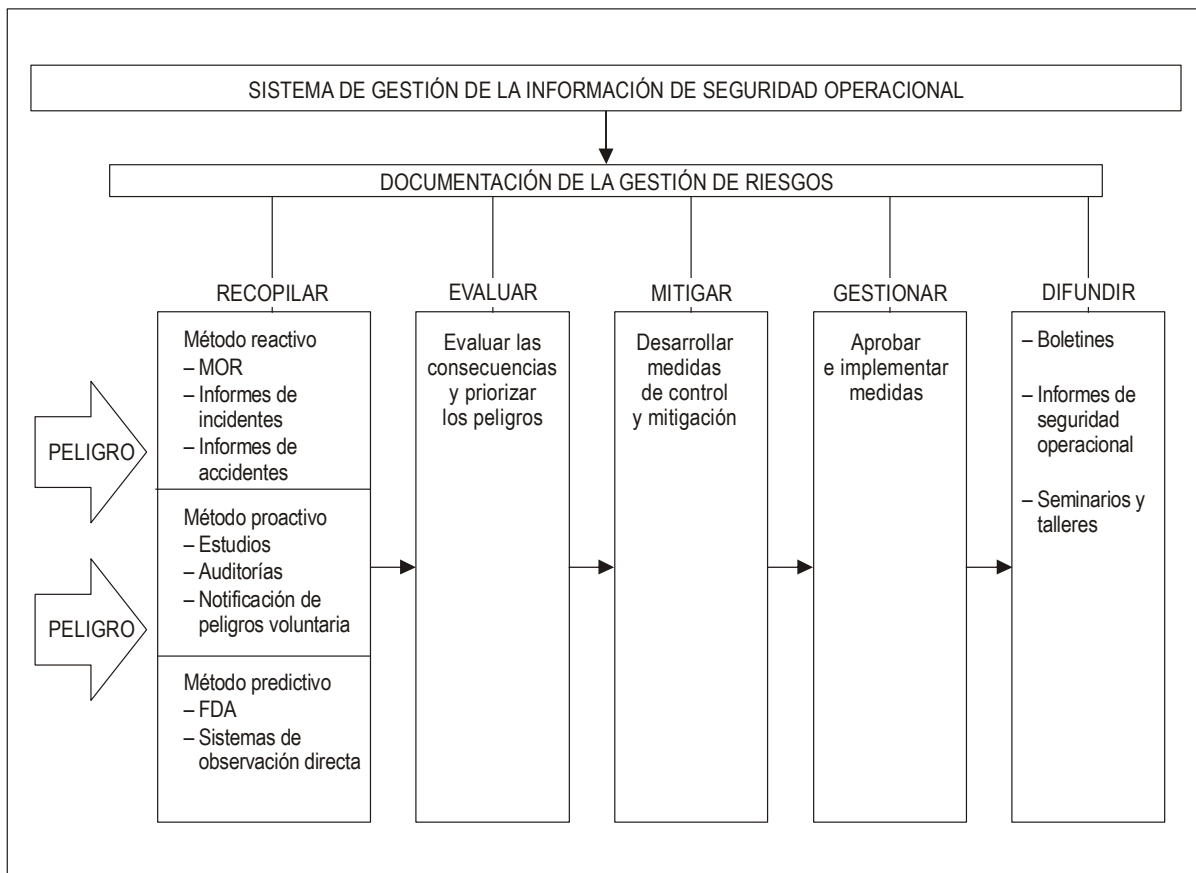 SISTEMA DE GESTIÓN DE LA INFORMACIÓN DE SEGURIDAD OPERACIONAL
DOCUMENTACIÓN DE LA GESTIÓN DE RIESGOS
PELIGRO
PELIGRO
RECOPILAR
Método reactivo
– MOR
– Informes de
incidentes
– Informes de
accidentes
Método proactivo
– Estudios
– Auditorías
– Notificación de
peligros voluntaria
Método predictivo
– FDA
– Sistemas de
observación directa
EVALUAR
Evaluar las
consecuencias
y priorizar
los peligros
MITIGAR
Desarrollar
medidas
de control
y mitigación
GESTIONAR
Aprobar
e implementar
medidas
DIFUNDIR
– Boletines
– Informes de
seguridad
operacional
– Seminarios y
talleres